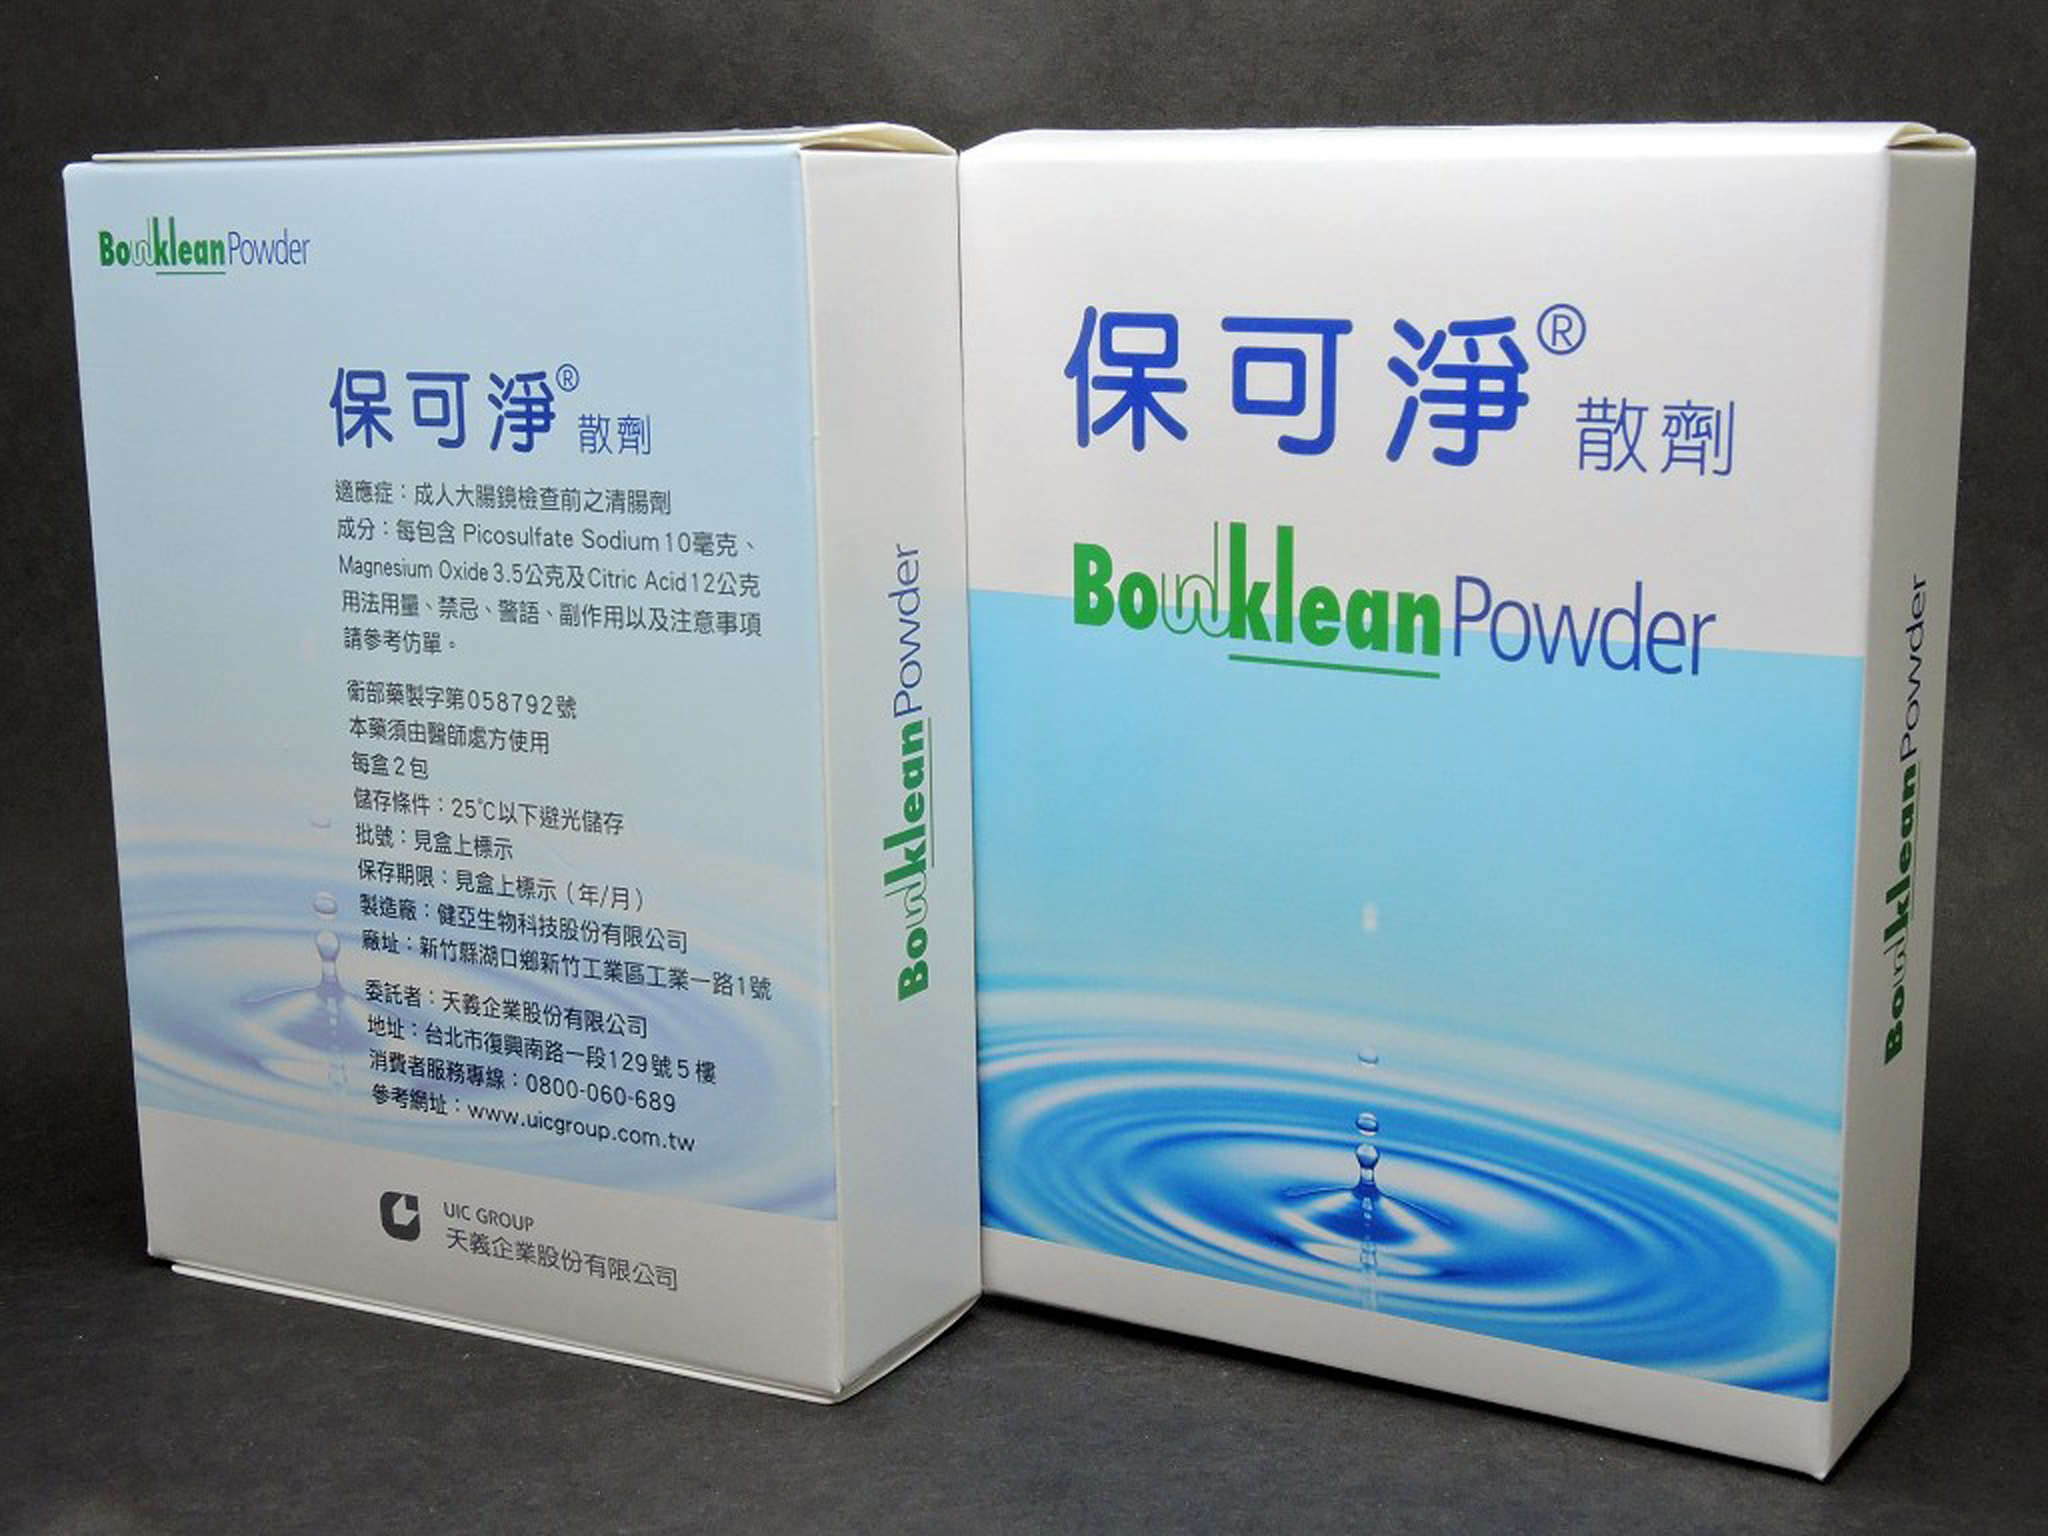 Bowklean Powder
保可淨® 散劑
適應症：成人大腸鏡檢查前之清腸劑
成分：每包含 Picosulfate Sodium 10毫克、
Magnesium Oxide 3.5公克及Citric Acid 12公克
用法用量、禁忌、警語、副作用以及注意事項
請參考仿單。
衛部藥製字第058792號
本藥須由醫師處方使用
每盒2包
儲存條件：25℃以下避光儲存
批號：見盒上標示
保存期限：見盒上標示（年/月）
製造廠：健亞生物科技股份有限公司
廠址：新竹縣湖口鄉新竹工業區工業一路1號
委託者：天義企業股份有限公司
地址：台北市復興南路一段129號5樓
消費者服務專線：0800-060-689
參考網址：www.uicgroup.com.tw
UIC GROUP
天義企業股份有限公司
Bowklean Powder
保可淨® 散劑
Bowklean Powder
Bowklean Powder